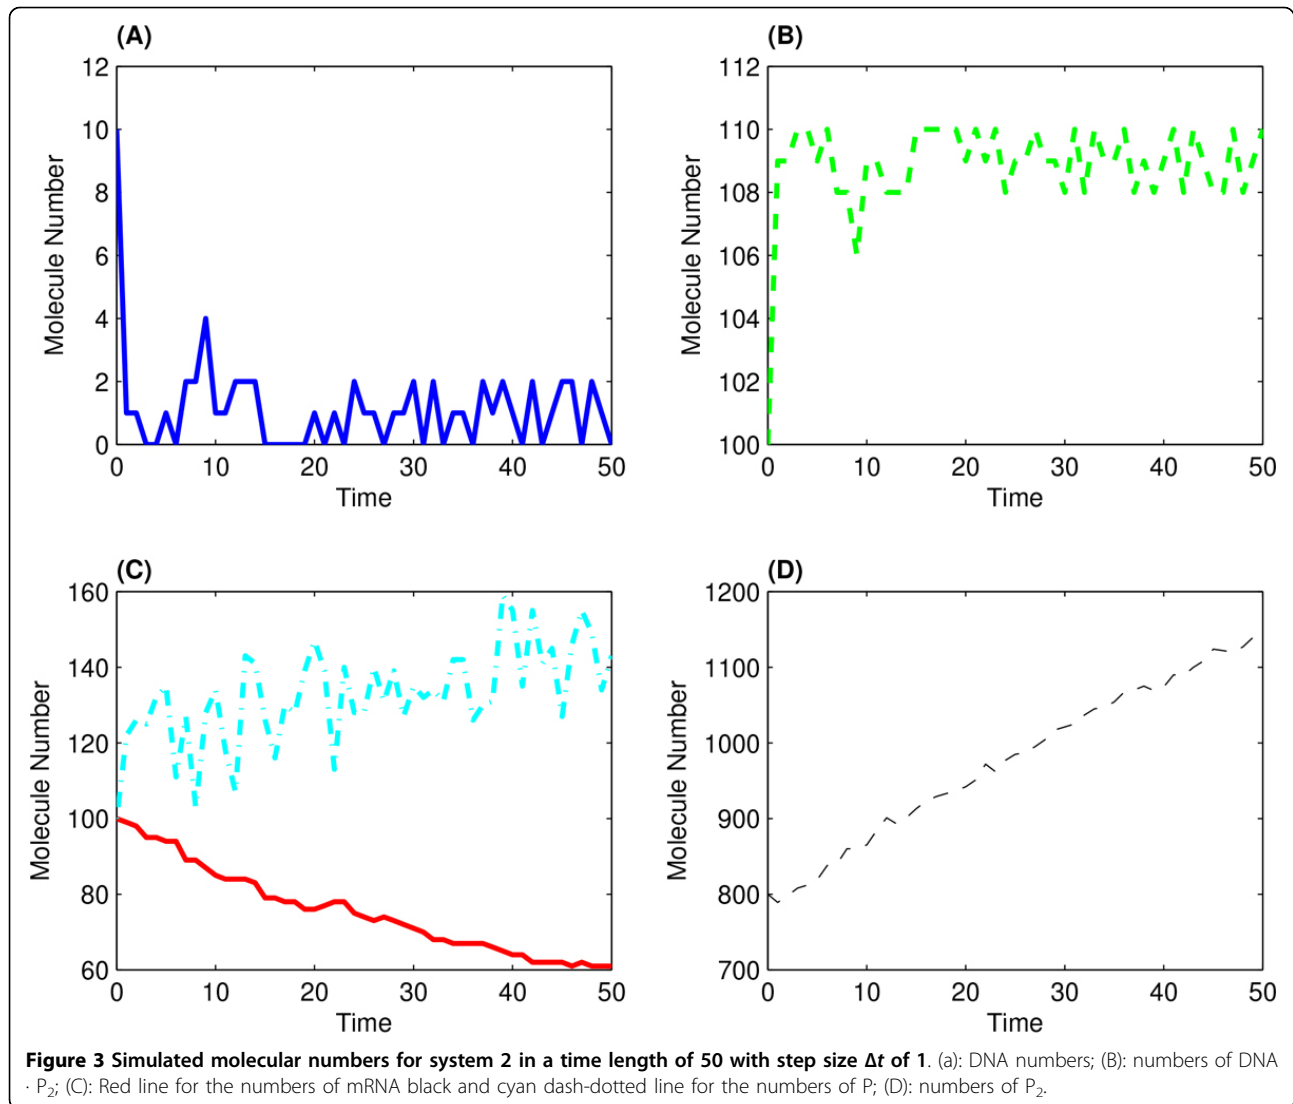 (A)
12
10
8
6
4
2
0
Molecule Number
0 10 20 30 40 50
Time
(B)
112
110
108
106
104
102
100
Molecule Number
0 10 20 30 40 50
Time
(C)
160
140
120
100
80
60
Molecule Number
0 10 20 30 40 50
Time
(D)
1200
1100
1000
900
800
700
Molecule Number
0 10 20 30 40 50
Time
Figure 3 Simulated molecular numbers for system 2 in a time length of 50 with step size Δt of 1. (a): DNA numbers; (B): numbers of DNA
· P₂; (C): Red line for the numbers of mRNA black and cyan dash-dotted line for the numbers of P; (D): numbers of P₂.